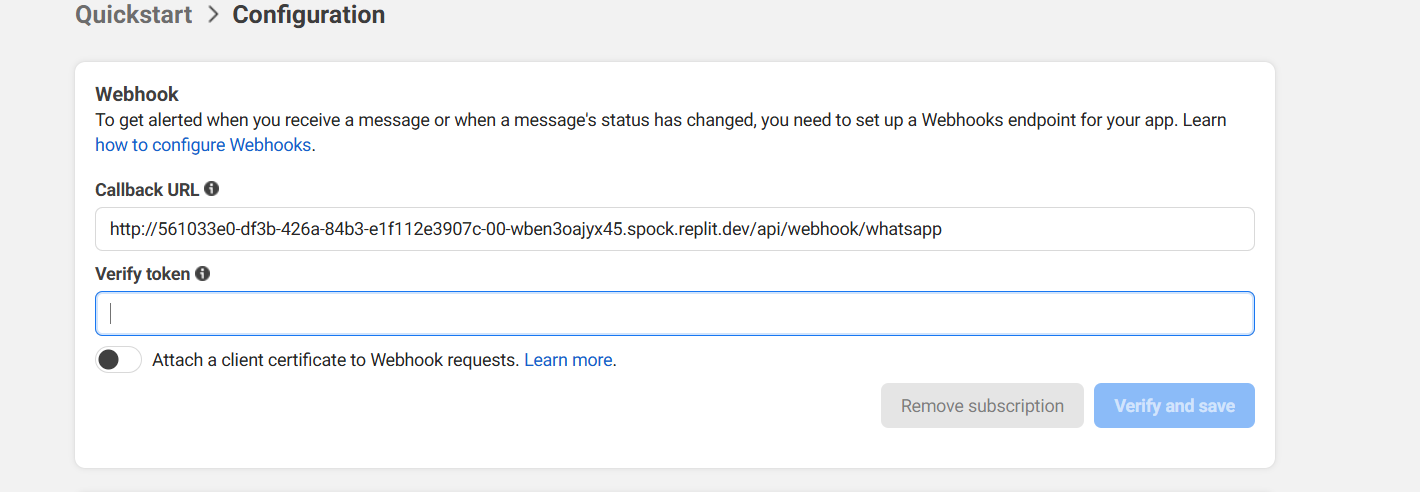 Quickstart > Configuration
Webhook
To get alerted when you receive a message or when a message's status has changed, you need to set up a Webhooks endpoint for your app. Learn
how to configure Webhooks.
Callback URL
http://561033e0-df3b-426a-84b3-e1f112e3907c-00-wben3oajyx45.spock.replit.dev/api/webhook/whatsapp
Verify token
Attach a client certificate to Webhook requests. Learn more.
Remove subscription
Verify and save